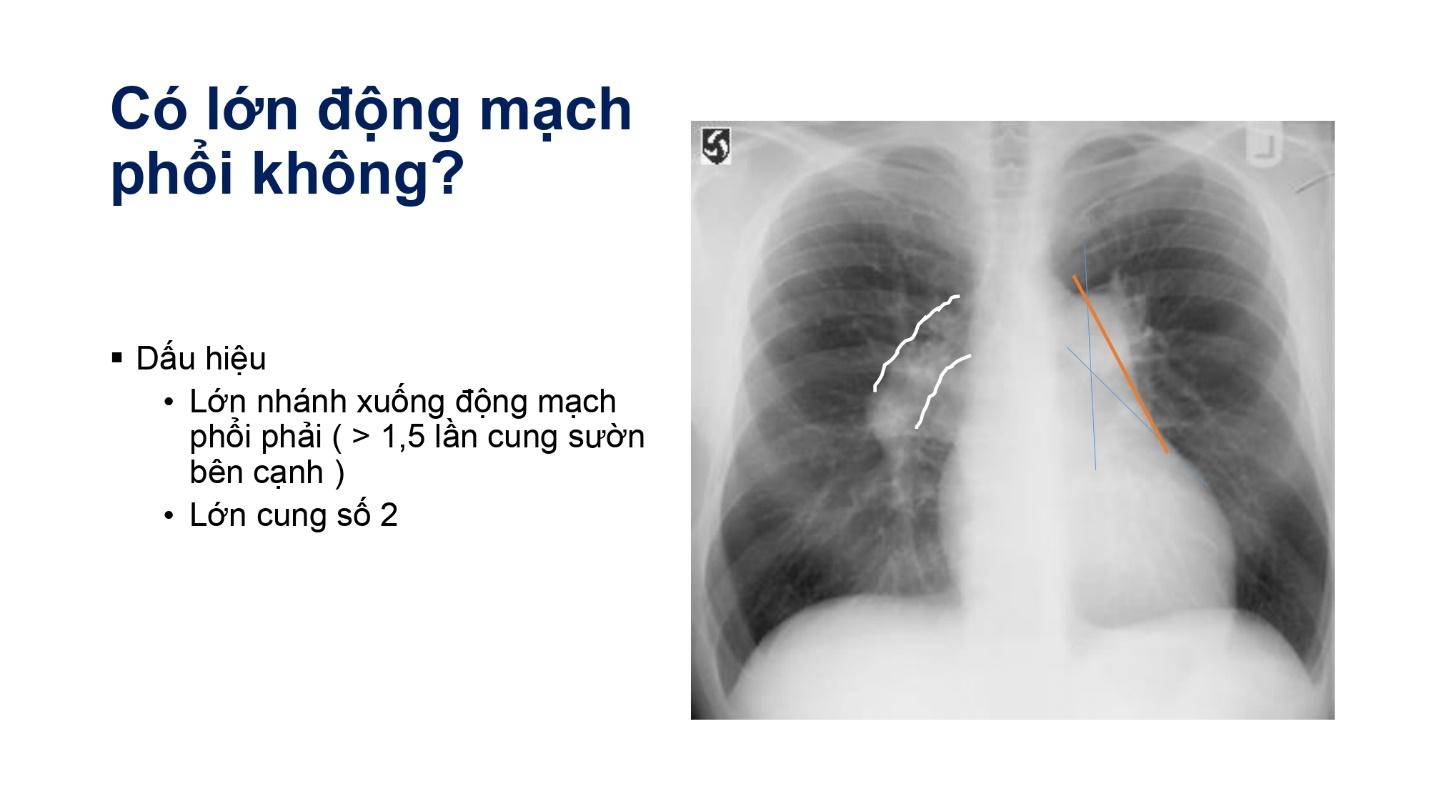 Có lớn động mạch
phổi không?
▪ Dấu hiệu
• Lớn nhánh xuống động mạch
phổi phải ( > 1,5 lần cung sườn
bên cạnh )
• Lớn cung số 2
L